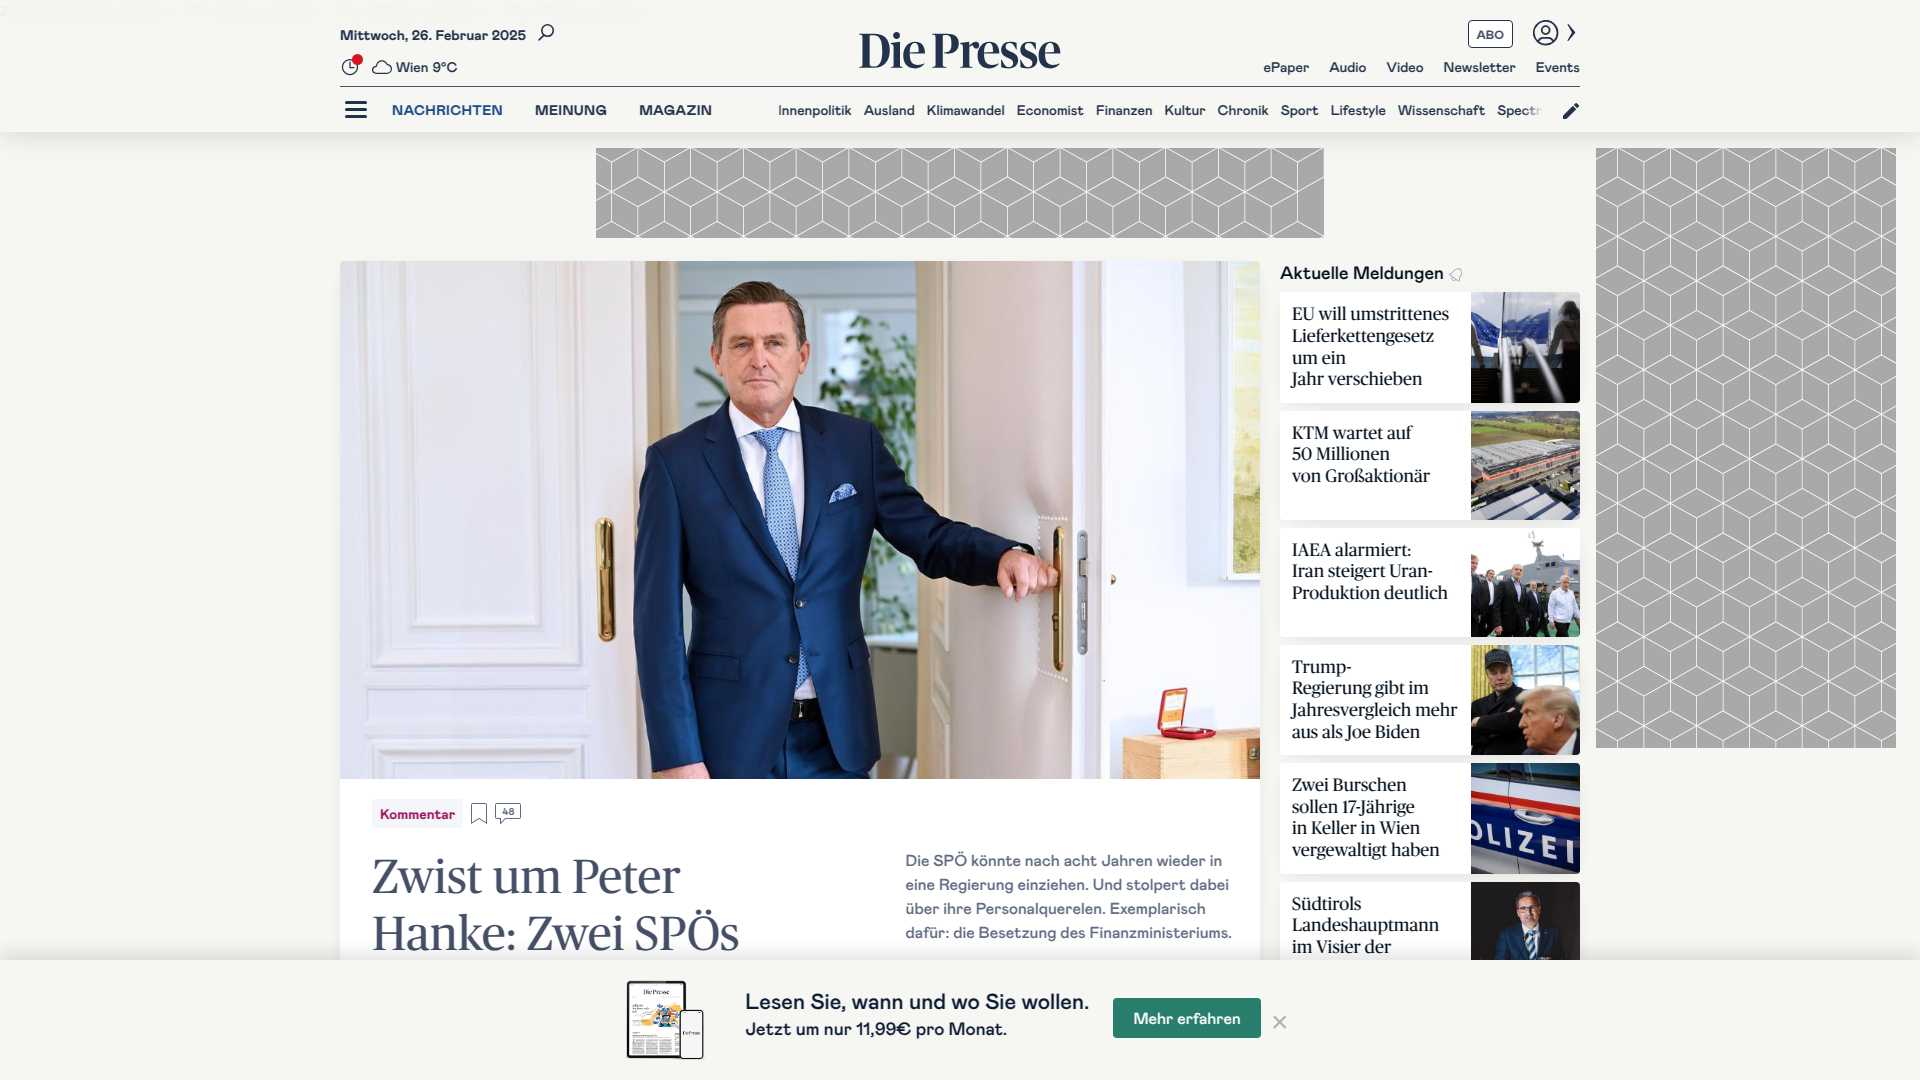 Mittwoch, 26. Februar 2025
Wien 9°C
Die Presse
ABO
ePaper Audio Video Newsletter Events
NACHRICHTEN MEINUNG MAGAZIN
Innenpolitik Ausland Klimawandel Economist Finanzen Kultur Chronik Sport Lifestyle Wissenschaft Spectr
Kommentar
48
Zwist um Peter
Hanke: Zwei SPÖs
Die SPÖ könnte nach acht Jahren wieder in
eine Regierung einziehen. Und stolpert dabei
über ihre Personalquerelen. Exemplarisch
dafür: die Besetzung des Finanzministeriums.
Aktuelle Meldungen
EU will umstrittenes
Lieferkettengesetz
um ein
Jahr verschieben
KTM wartet auf
50 Millionen
von Großaktionär
IAEA alarmiert:
Iran steigert Uran-
Produktion deutlich
Trump-
Regierung gibt im
Jahresvergleich mehr
aus als Joe Biden
Zwei Burschen
sollen 17-Jährige
in Keller in Wien
vergewaltigt haben
OLIZEI
Südtirols
Landeshauptmann
im Visier der
Die Presse
Die Presse
Lesen Sie, wann und wo Sie wollen.
Jetzt um nur 11,99€ pro Monat.
Mehr erfahren